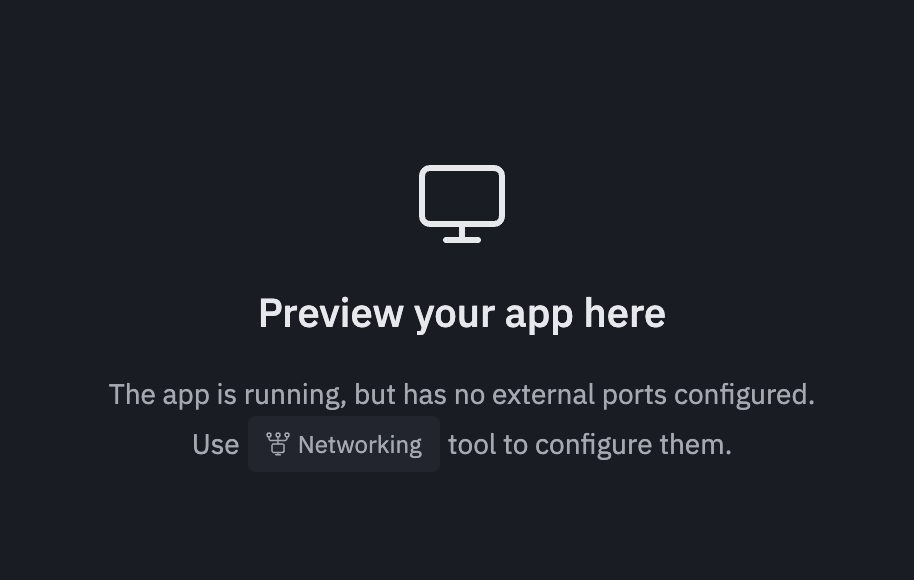 Preview your app here
The app is running, but has no external ports configured.
Use Networking tool to configure them.